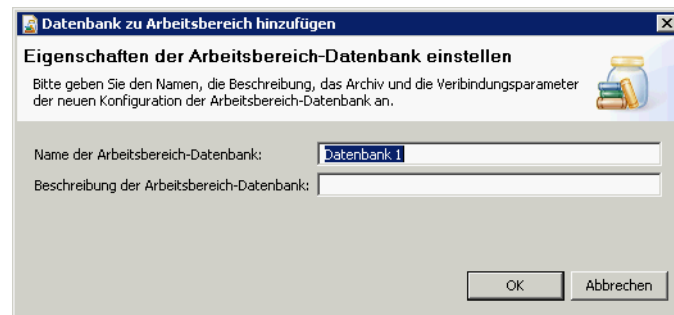 Datenbank zu Arbeitsbereich hinzufügen
Eigenschaften der Arbeitsbereich-Datenbank einstellen
Bitte geben Sie den Namen, die Beschreibung, das Archiv und die Veribindungsparameter
der neuen Konfiguration der Arbeitsbereich-Datenbank an.
Name der Arbeitsbereich-Datenbank: Datenbank 1
Beschreibung der Arbeitsbereich-Datenbank:
OK Abbrechen